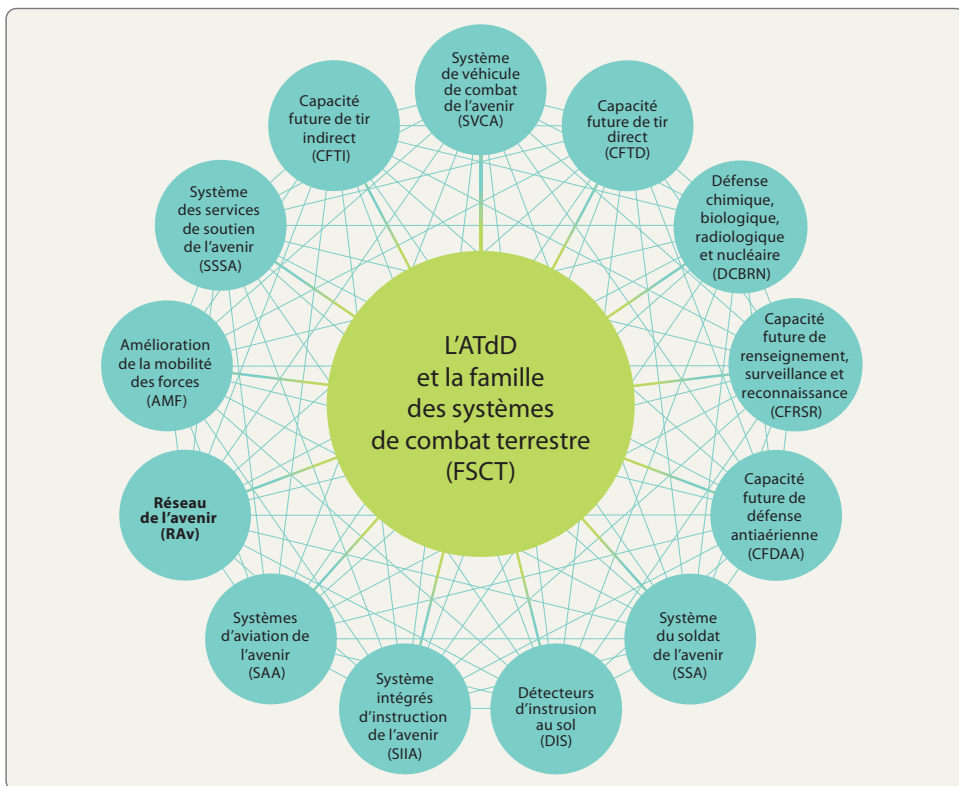 Système
de véhicule
de combat
de l'avenir
(SVCA)
Capacité
future de tir
direct
(CFTD)
Défense
chimique,
biologique,
radiologique
et nucléaire
(DCBRN)
Capacité
future de
renseignement,
surveillance et
reconnaissance
(CFRSR)
Capacité
future de
défense
antiaérienne
(CFDAA)
Système
du soldat
de l'avenir
(SSA)
Détecteurs
d'instrusion
au sol
(DIS)
Système
intégrés
d'instruction
de l'avenir
(SIIA)
Systèmes
d'aviation de
l'avenir
(SAA)
Réseau
de l'avenir
(RAv)
Amélioration
de la mobilité
des forces
(AMF)
Système
des services
de soutien
de l'avenir
(SSSA)
Capacité
future de tir
indirect
(CFTI)
L'ATdD
et la famille
des systèmes
de combat terrestre
(FSCT)